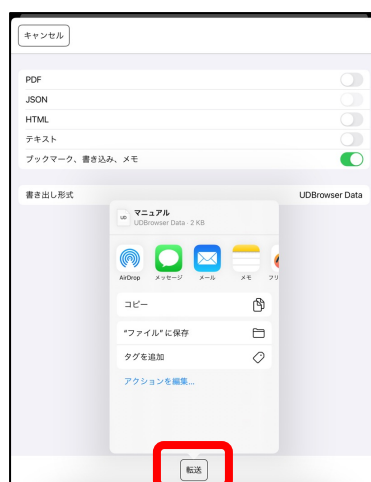 キャンセル
PDF
JSON
HTML
テキスト
ブックマーク、書き込み、メモ
書き出し形式 UDBrowser Data
UD マニュアル
UDBrowser Data · 2 KB
AirDrop メッセージ メール メモ フリ
コピー
"ファイル"に保存
タグを追加
アクションを編集...
転送